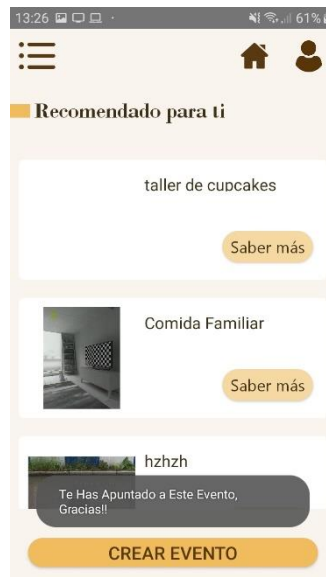 13:26 61%
Recomendado para ti
taller de cupcakes
Saber más
Comida Familiar
Saber más
hzhzh
Te Has Apuntado a Este Evento,
Gracias!!
CREAR EVENTO